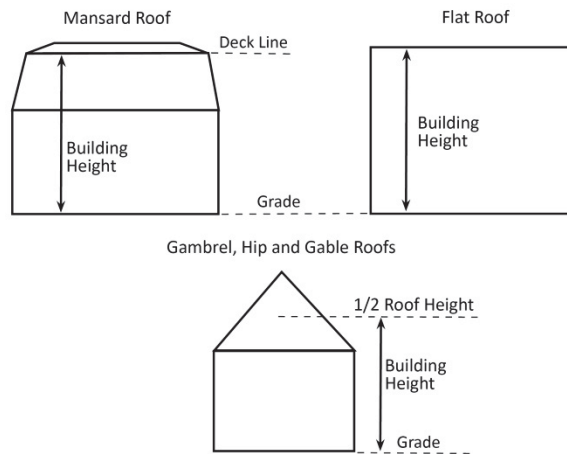 Mansard Roof
Flat Roof
Deck Line
Building
Height
Building
Height
Grade
Gambrel, Hip and Gable Roofs
1/2 Roof Height
Building
Height
Grade